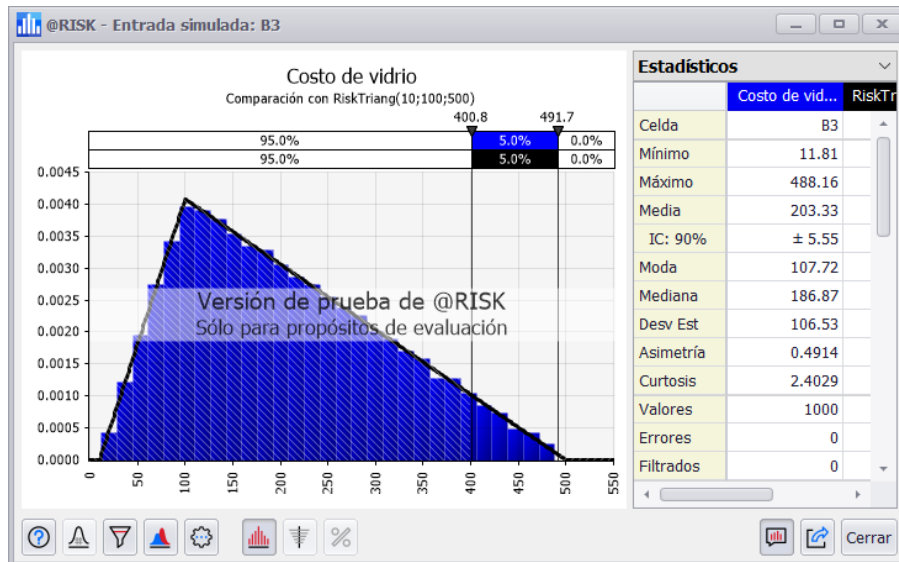 @RISK - Entrada simulada: B3
Costo de vidrio
Comparación con RiskTriang(10;100;500)
400.8 491.7
95.0% 5.0% 0.0%
95.0% 5.0% 0.0%
0.0045
0.0040
0.0035
0.0030
0.0025
0.0020
0.0015
0.0010
0.0005
0.0000
0 50 100 150 200 250 300 350 400 450 500 550
Versión de prueba de @RISK
Sólo para propósitos de evaluación
Estadísticos
Costo de vid... RiskTr
Celda B3
Mínimo 11.81
Máximo 488.16
Media 203.33
IC: 90% ± 5.55
Moda 107.72
Mediana 186.87
Desv Est 106.53
Asimetría 0.4914
Curtosis 2.4029
Valores 1000
Errores 0
Filtrados 0
Cerrar